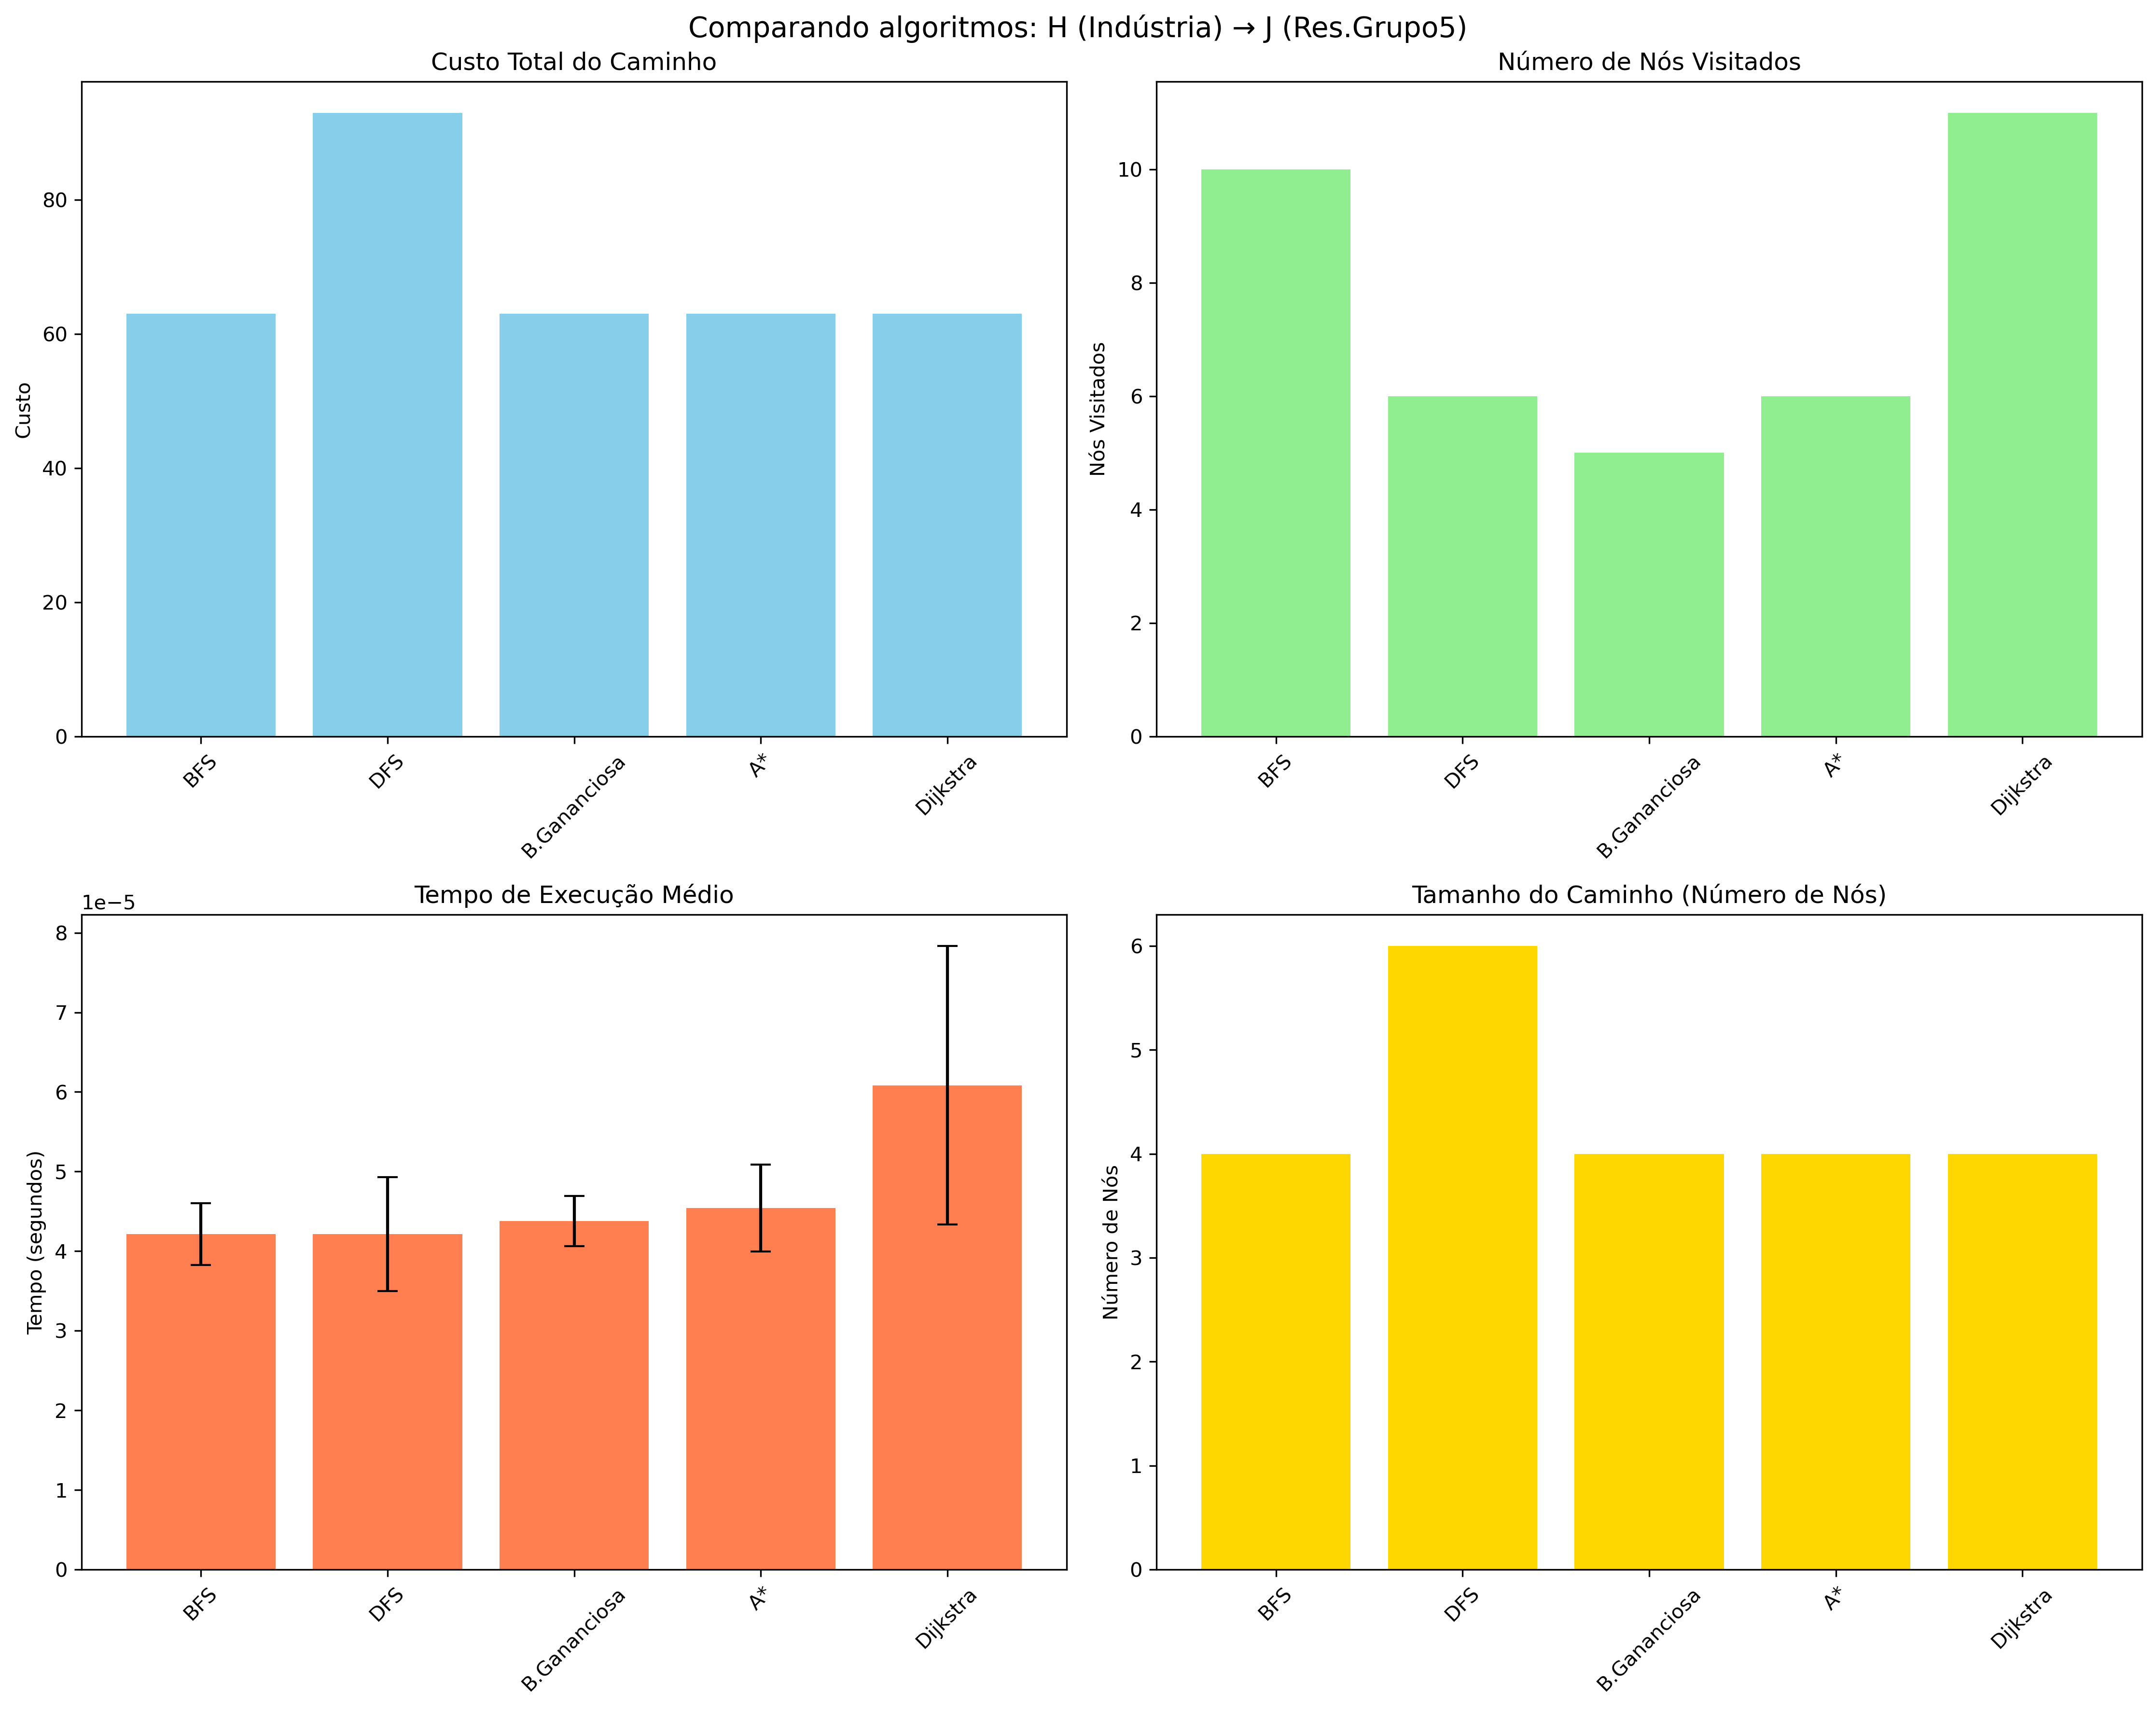 Comparando algoritmos: H (Indústria) → J (Res.Grupo5)
Custo Total do Caminho
Custo
80
60
40
20
0
BFS
DFS
B.Gananciosa
A*
Dijkstra
Número de Nós Visitados
Nós Visitados
10
8
6
4
2
0
BFS
DFS
B.Gananciosa
A*
Dijkstra
Tempo de Execução Médio
1e−5
Tempo (segundos)
8
7
6
5
4
3
2
1
0
BFS
DFS
B.Gananciosa
A*
Dijkstra
Tamanho do Caminho (Número de Nós)
Número de Nós
6
5
4
3
2
1
0
BFS
DFS
B.Gananciosa
A*
Dijkstra